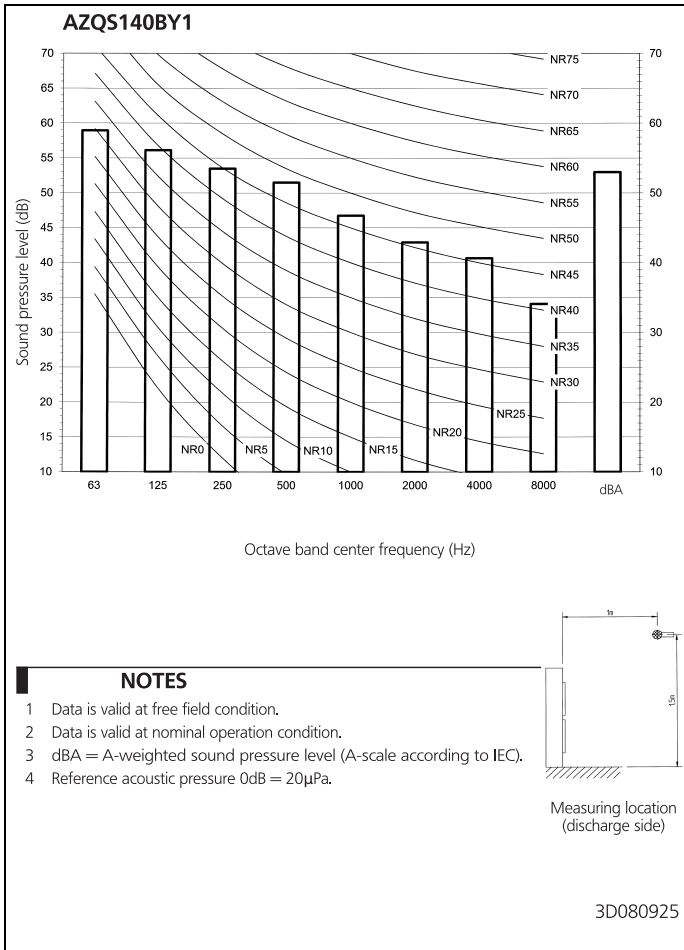 AZQS140BY1
Sound pressure level (dB)
70
65
60
55
50
45
40
35
30
25
20
15
10
70
60
50
40
30
20
10
NR75
NR70
NR65
NR60
NR55
NR50
NR45
NR40
NR35
NR30
NR25
NR20
NR0 NR5 NR10 NR15
63 125 250 500 1000 2000 4000 8000 dBA
Octave band center frequency (Hz)
1m
1.5m
NOTES
1 Data is valid at free field condition.
2 Data is valid at nominal operation condition.
3 dBA = A-weighted sound pressure level (A-scale according to IEC).
4 Reference acoustic pressure 0dB = 20μPa.
Measuring location
(discharge side)
3D080925